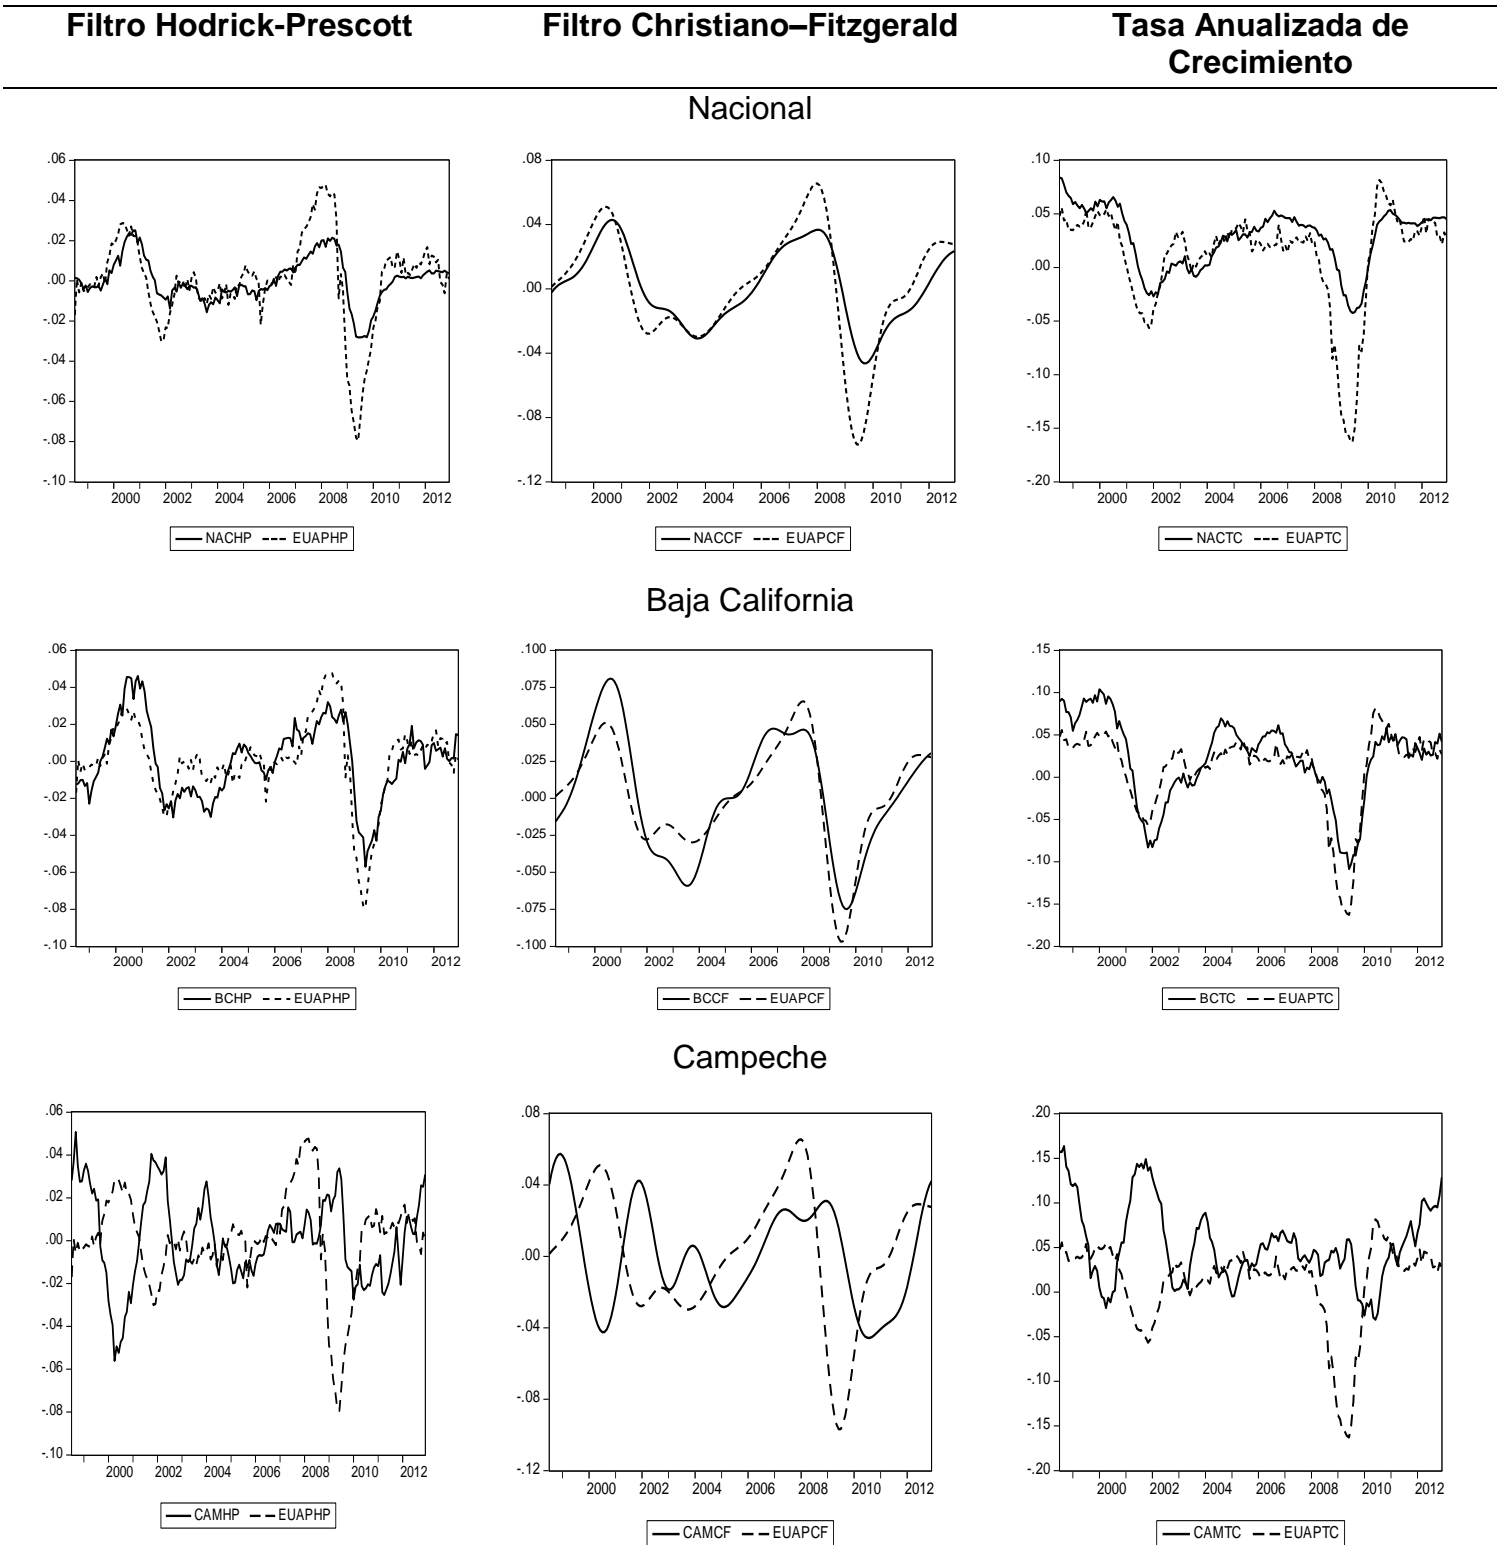 Filtro Hodrick-Prescott
Filtro Christiano–Fitzgerald
Tasa Anualizada de
Crecimiento
Nacional
.06
.04
.02
.00
-.02
-.04
-.06
-.08
-.10
2000 2002 2004 2006 2008 2010 2012
NACHP EUAPHP
.08
.04
.00
-.04
-.08
-.12
2000 2002 2004 2006 2008 2010 2012
NACCF EUAPCF
.10
.05
.00
-.05
-.10
-.15
-.20
2000 2002 2004 2006 2008 2010 2012
NACTC EUAPTC
Baja California
.06
.04
.02
.00
-.02
-.04
-.06
-.08
-.10
2000 2002 2004 2006 2008 2010 2012
BCHP EUAPHP
.100
.075
.050
.025
.000
-.025
-.050
-.075
-.100
2000 2002 2004 2006 2008 2010 2012
BCCF EUAPCF
.15
.10
.05
.00
-.05
-.10
-.15
-.20
2000 2002 2004 2006 2008 2010 2012
BCTC EUAPTC
Campeche
.06
.04
.02
.00
-.02
-.04
-.06
-.08
-.10
2000 2002 2004 2006 2008 2010 2012
CAMHP EUAPHP
.08
.04
.00
-.04
-.08
-.12
2000 2002 2004 2006 2008 2010 2012
CAMCF EUAPCF
.20
.15
.10
.05
.00
-.05
-.10
-.15
-.20
2000 2002 2004 2006 2008 2010 2012
CAMTC EUAPTC